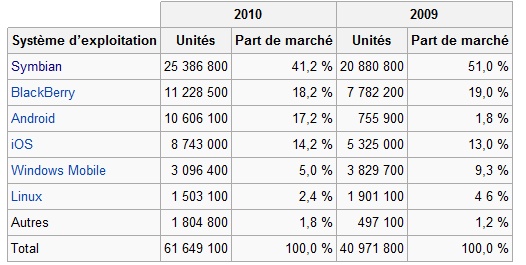 2010 2009
Système d'exploitation Unités Part de marché Unités Part de marché
Symbian 25 386 800 41,2 % 20 880 800 51,0 %
BlackBerry 11 228 500 18,2 % 7 782 200 19,0 %
Android 10 606 100 17,2 % 755 900 1,8 %
iOS 8 743 000 14,2 % 5 325 000 13,0 %
Windows Mobile 3 096 400 5,0 % 3 829 700 9,3 %
Linux 1 503 100 2,4 % 1 901 100 4 6 %
Autres 1 804 800 1,8 % 497 100 1,2 %
Total 61 649 100 100,0 % 40 971 800 100,0 %